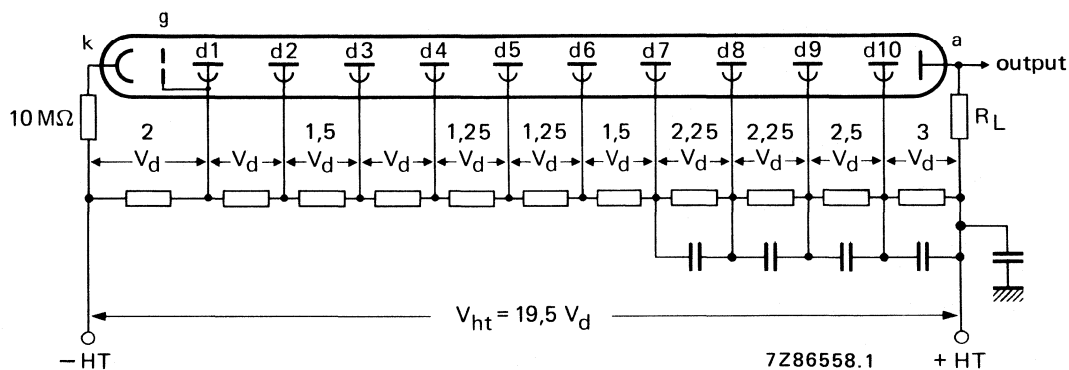 g
k
d1 d2 d3 d4 d5 d6 d7 d8 d9 d10
a
output
10 MΩ
R_L
2 1,5 1,25 1,25 1,5 2,25 2,25 2,5 3
V_d V_d V_d V_d V_d V_d V_d V_d V_d V_d V_d
V_ht = 19,5 V_d
− HT
7Z86558.1
+ HT